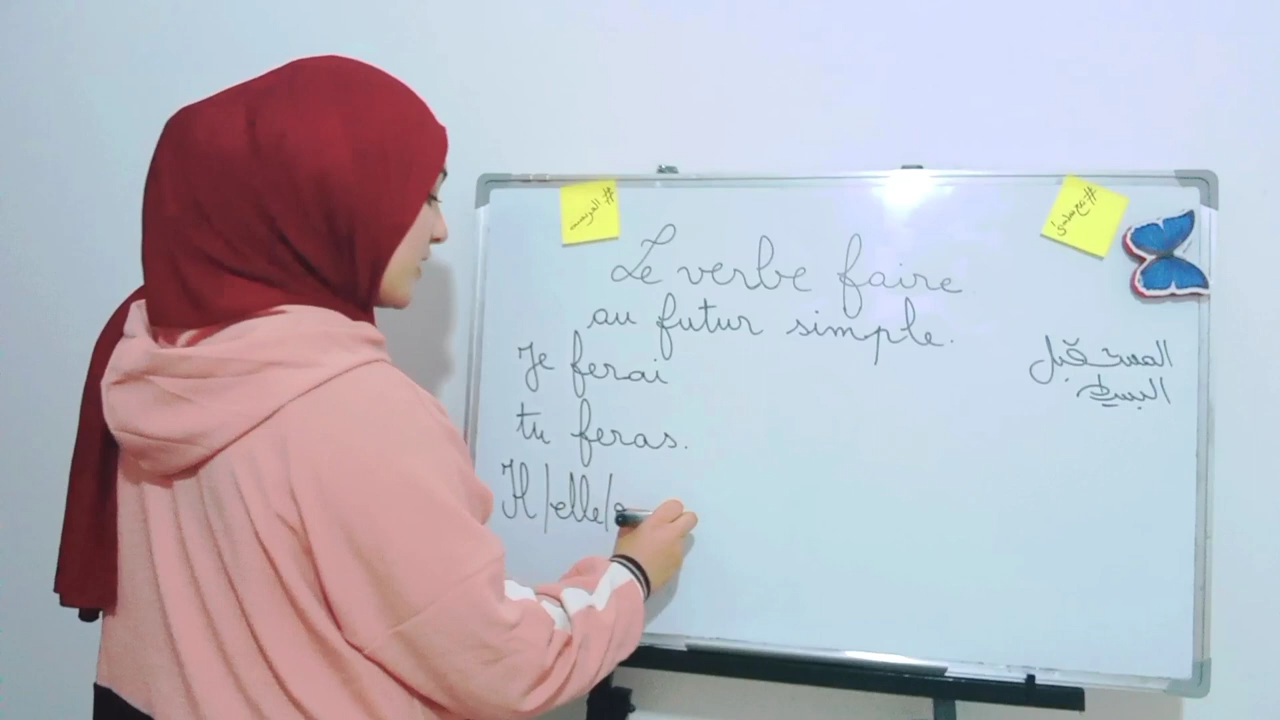 Le verbe faire
au futur simple.
Je ferai
tu feras.
Il/elle/o
المستقبل
البسيط